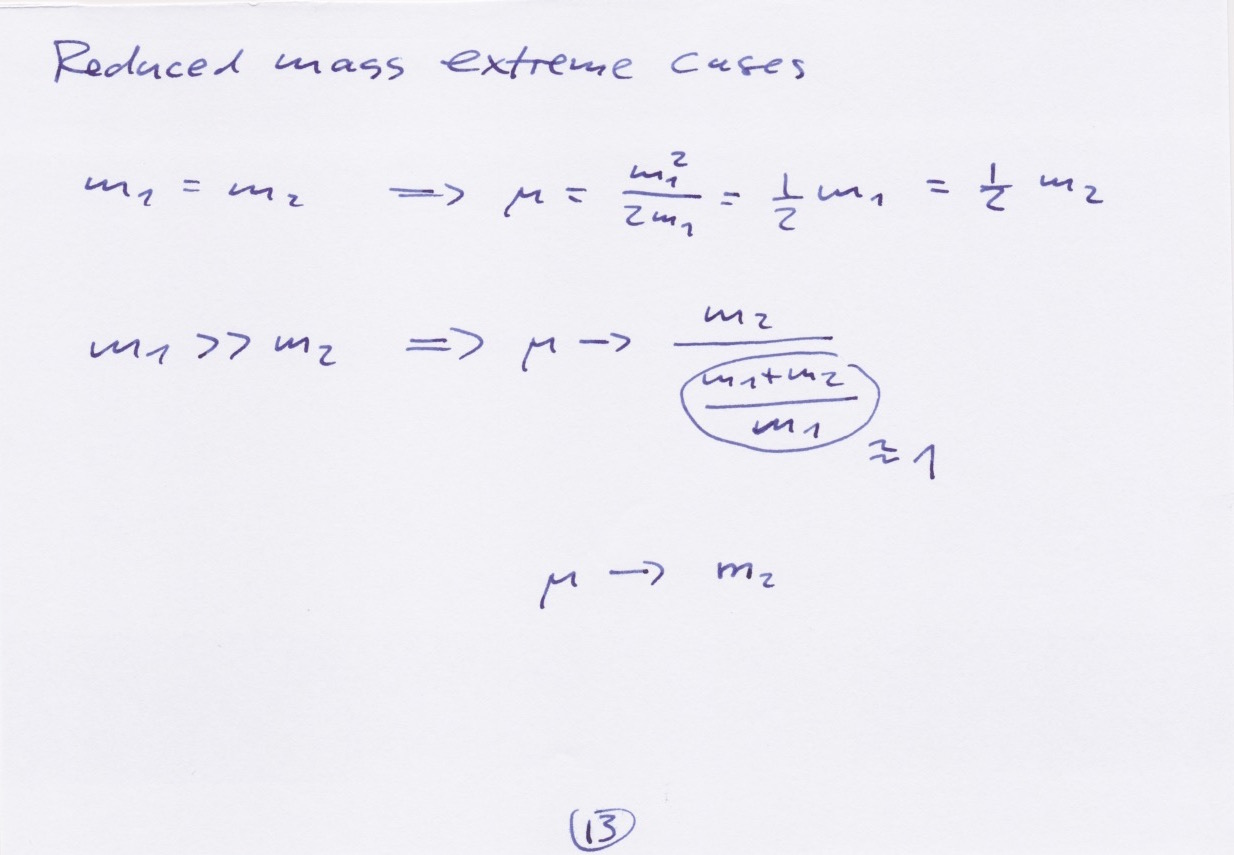 Reduced mass extreme cases
m₁ = m₂ => μ = m₁²/2m₁ = 1/2 m₁ = 1/2 m₂
m₁ >> m₂ => μ -> m₂/((m₁+m₂)/m₁) ≈ 1
μ -> m₂
13